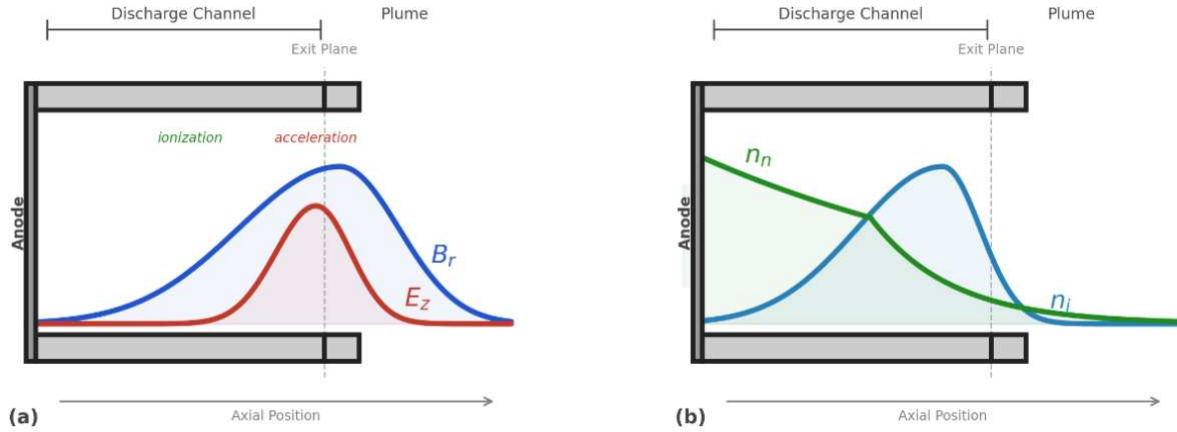 Discharge Channel
Plume
Exit Plane
ionization
acceleration
Anode
B_r
E_z
Axial Position
(a)
Discharge Channel
Plume
Exit Plane
n_n
Anode
n_i
Axial Position
(b)